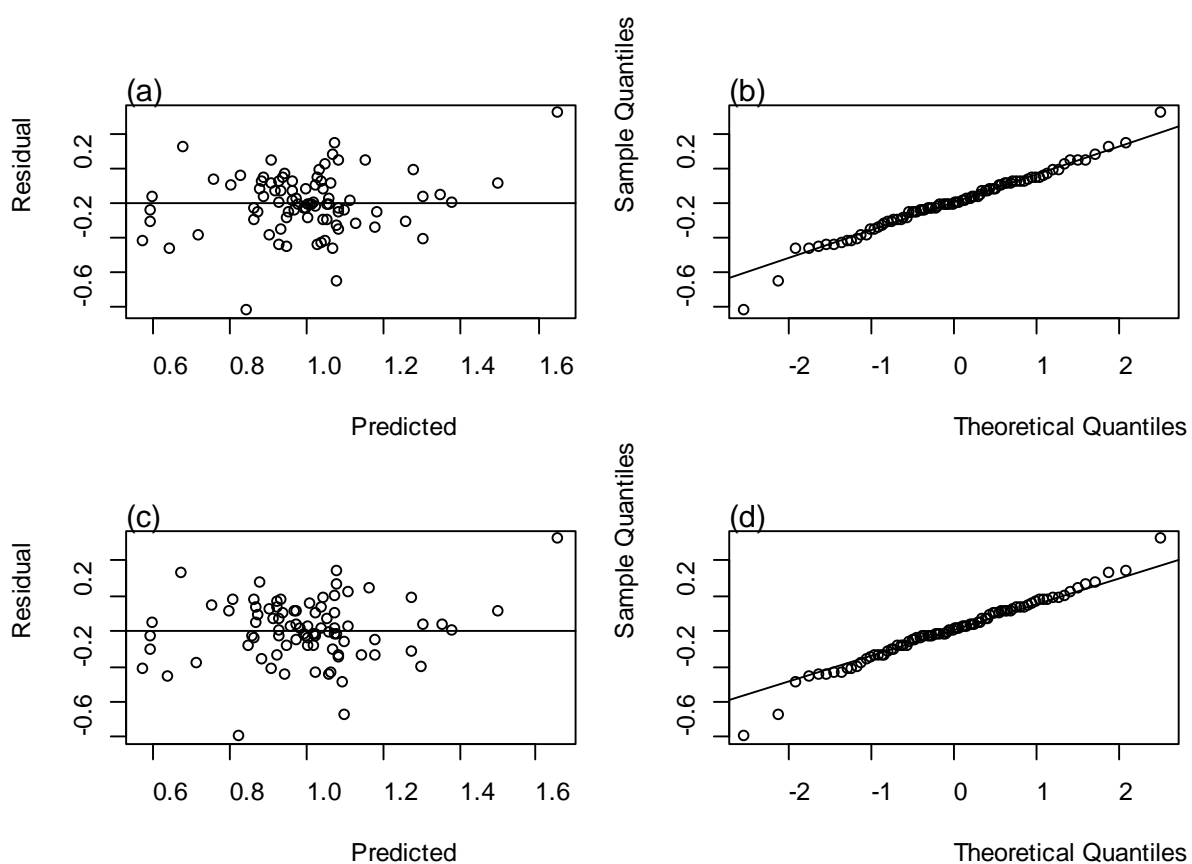 (a)
Residual
0.2
-0.2
-0.6
0.6 0.8 1.0 1.2 1.4 1.6
Predicted
(b)
Sample Quantiles
0.2
-0.2
-0.6
-2 -1 0 1 2
Theoretical Quantiles
(c)
Residual
0.2
-0.2
-0.6
0.6 0.8 1.0 1.2 1.4 1.6
Predicted
(d)
Sample Quantiles
0.2
-0.2
-0.6
-2 -1 0 1 2
Theoretical Quantiles